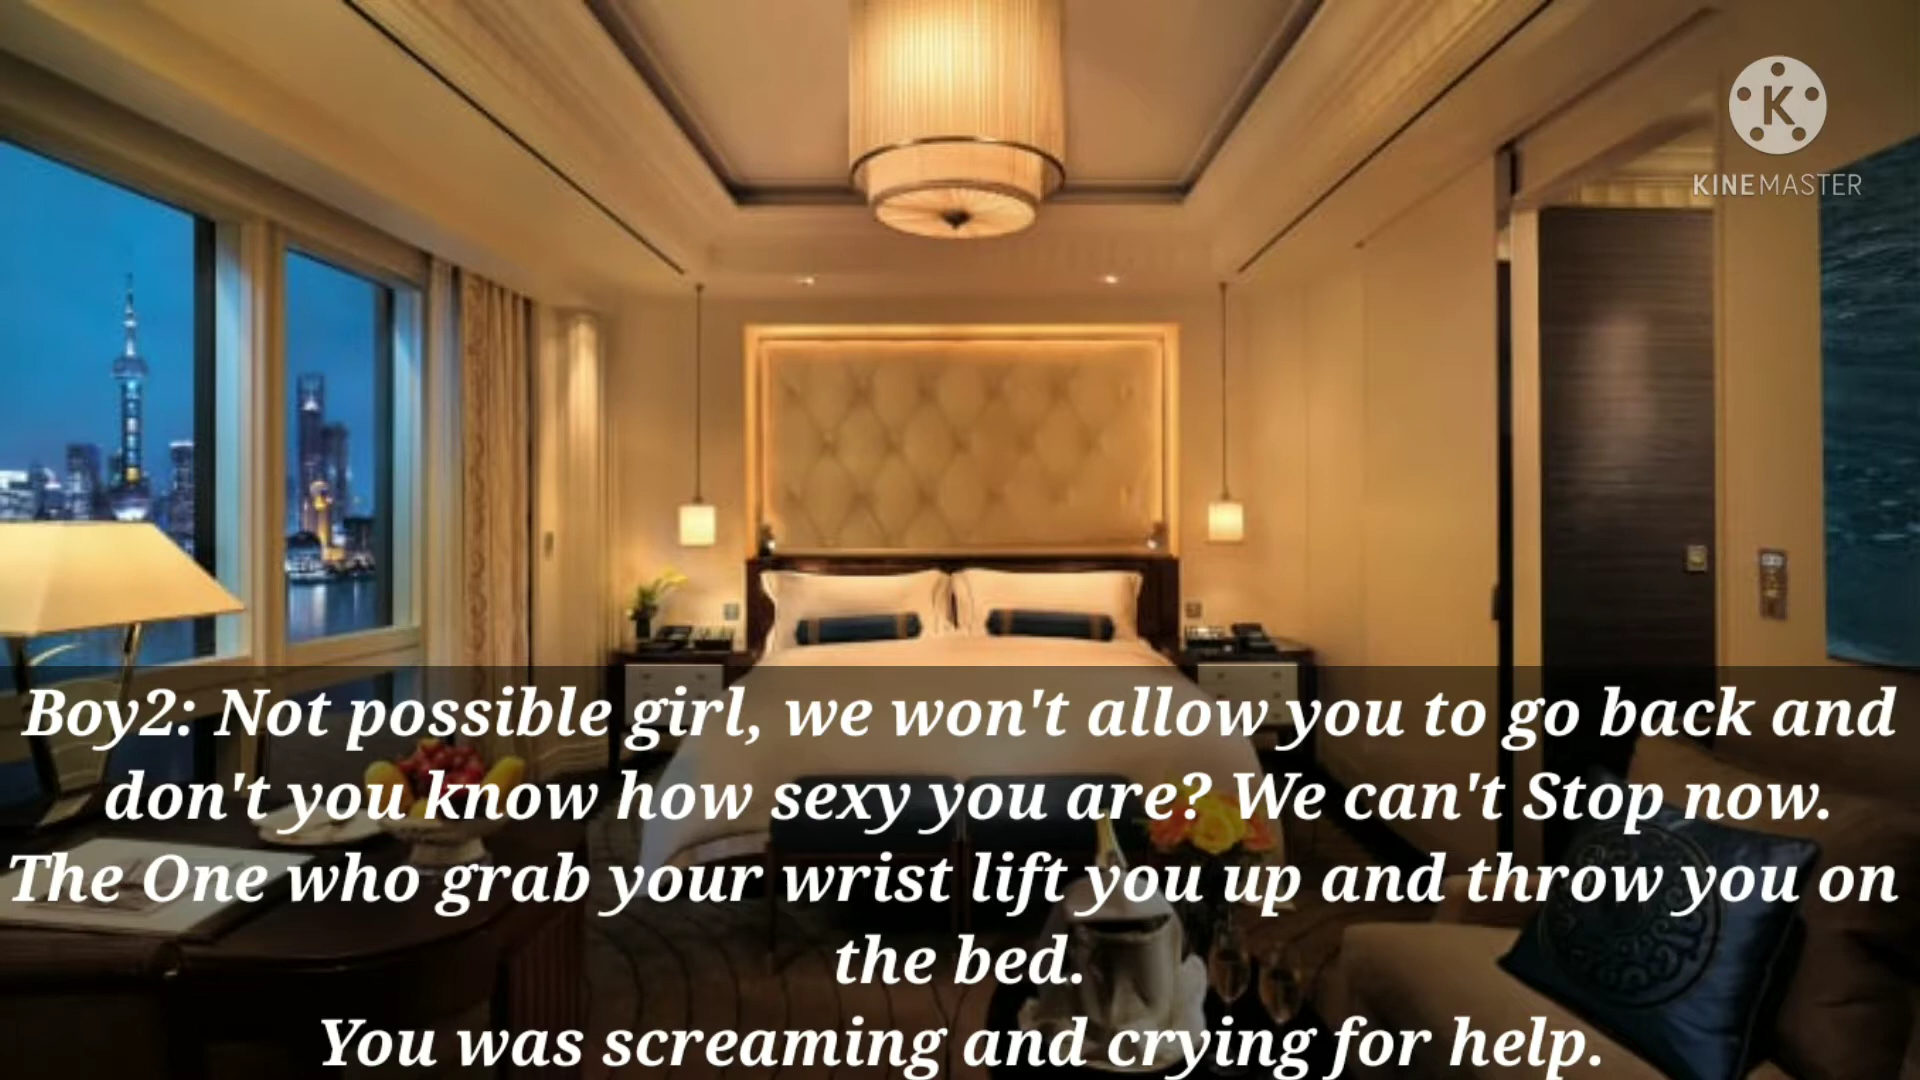 KINEMASTER
Boy2: Not possible girl, we won't allow you to go back and
don't you know how sexy you are? We can't Stop now.
The One who grab your wrist lift you up and throw you on
the bed.
You was screaming and crying for help.